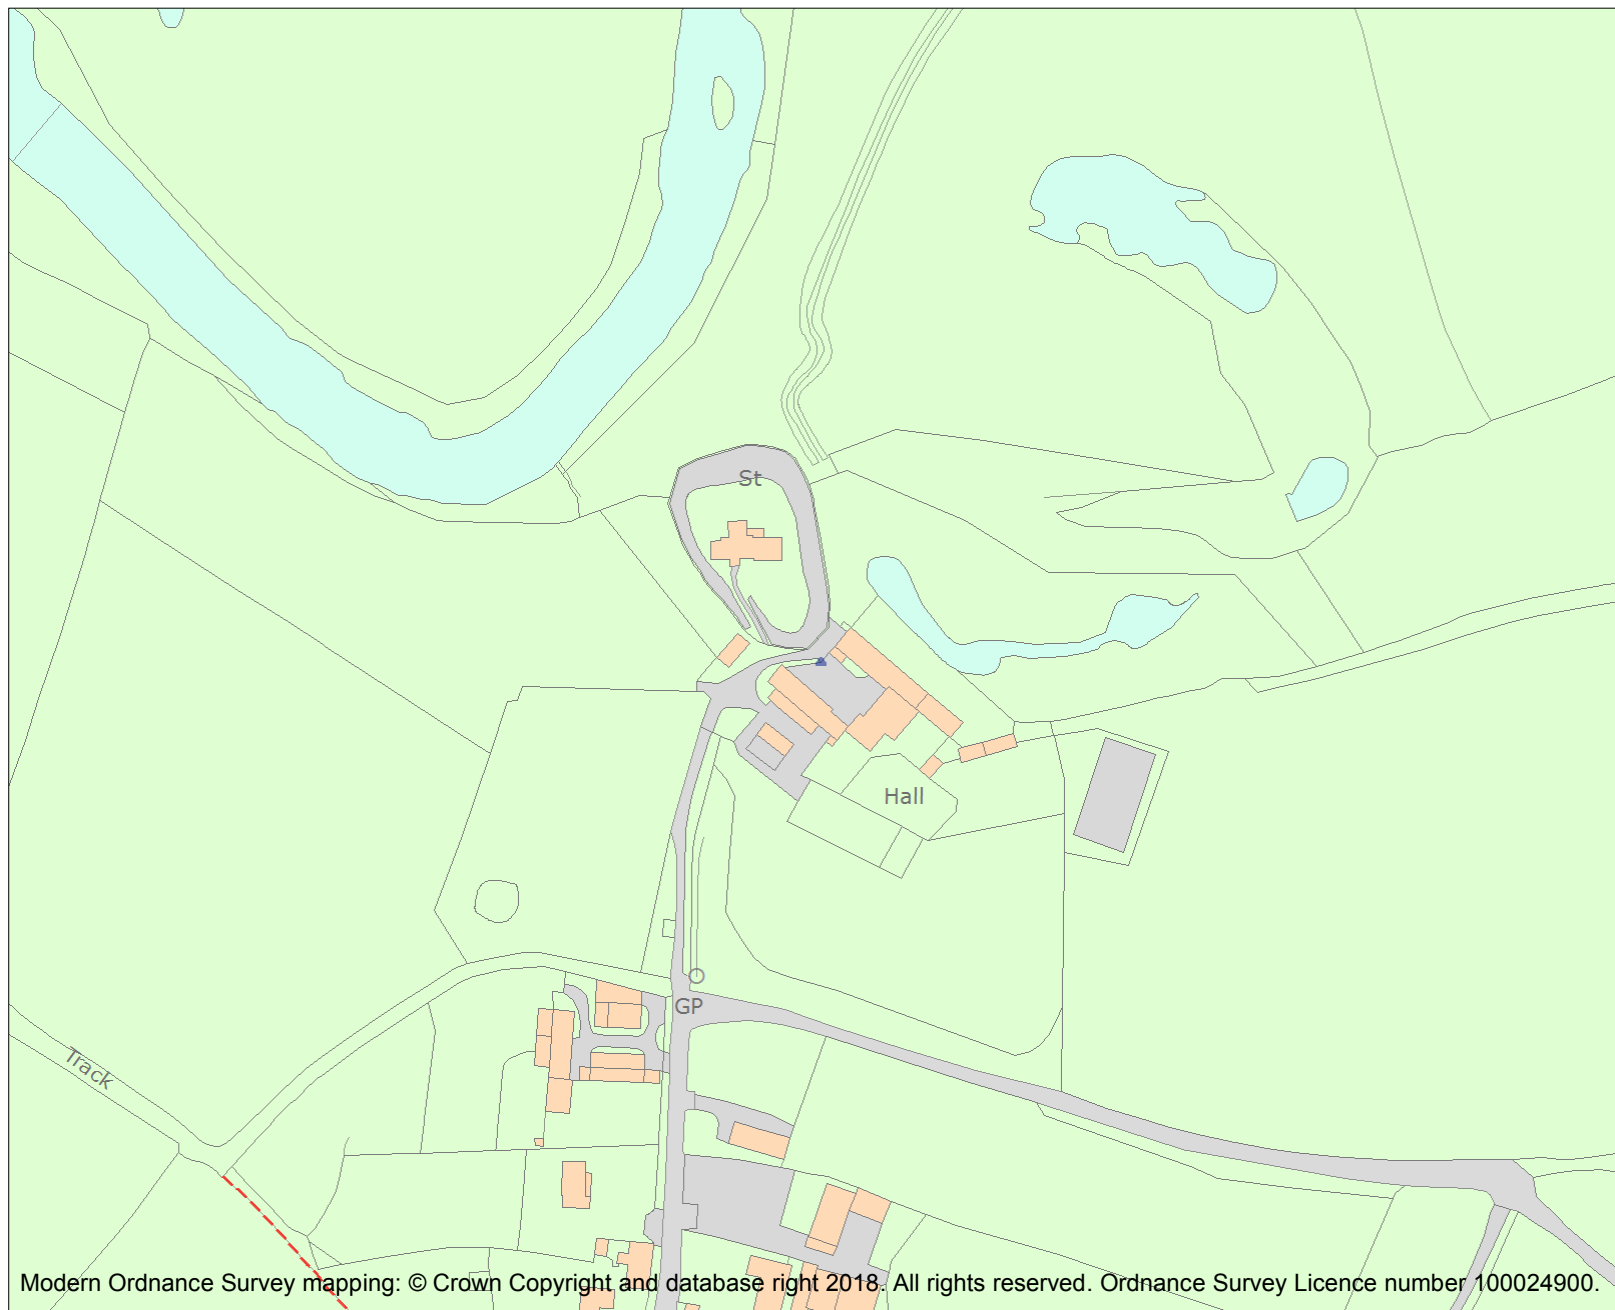 St
Hall
GP
Track
Modern Ordnance Survey mapping: © Crown Copyright and database right 2018. All rights reserved. Ordnance Survey Licence number 100024900.